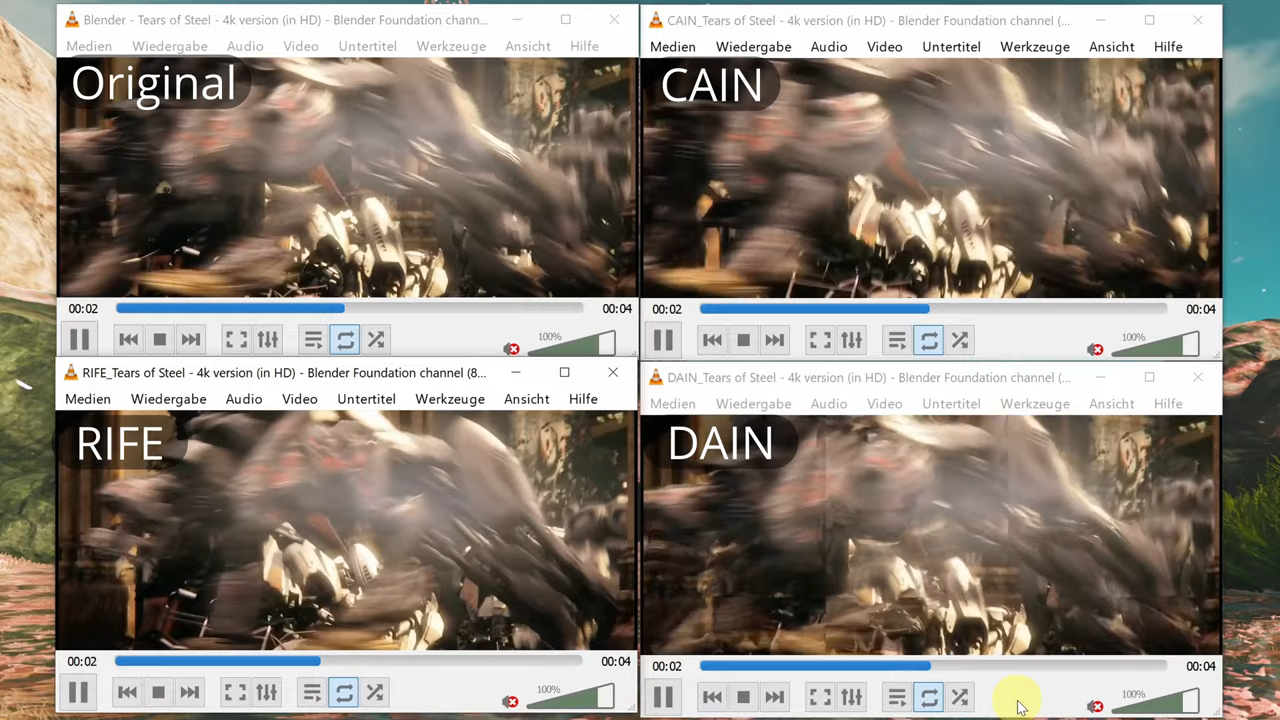 Blender - Tears of Steel - 4k version (in HD) - Blender Foundation chann...
Medien Wiedergabe Audio Video Untertitel Werkzeuge Ansicht Hilfe
Original
00:02 00:04
100%
CAIN_Tears of Steel - 4k version (in HD) - Blender Foundation channel (...
Medien Wiedergabe Audio Video Untertitel Werkzeuge Ansicht Hilfe
CAIN
00:02 00:04
100%
RIFE_Tears of Steel - 4k version (in HD) - Blender Foundation channel (8...
Medien Wiedergabe Audio Video Untertitel Werkzeuge Ansicht Hilfe
RIFE
00:02 00:04
100%
DAIN_Tears of Steel - 4k version (in HD) - Blender Foundation channel (...
Medien Wiedergabe Audio Video Untertitel Werkzeuge Ansicht Hilfe
DAIN
00:02 00:04
100%